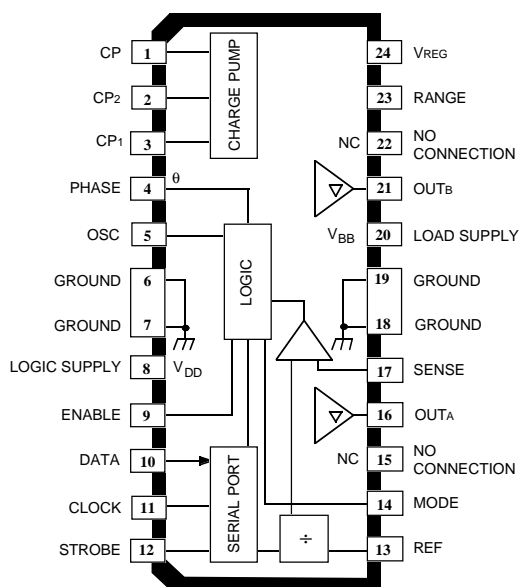 CP 1
CP2 2
CP1 3
PHASE 4 θ
OSC 5
GROUND 6
GROUND 7
LOGIC SUPPLY 8 VDD
ENABLE 9
DATA 10
CLOCK 11
STROBE 12
CHARGE PUMP
LOGIC
SERIAL PORT
÷
24 VREG
23 RANGE
NC 22 NO
CONNECTION
21 OUTB
VBB 20 LOAD SUPPLY
19 GROUND
18 GROUND
17 SENSE
16 OUTA
NC 15 NO
CONNECTION
14 MODE
13 REF